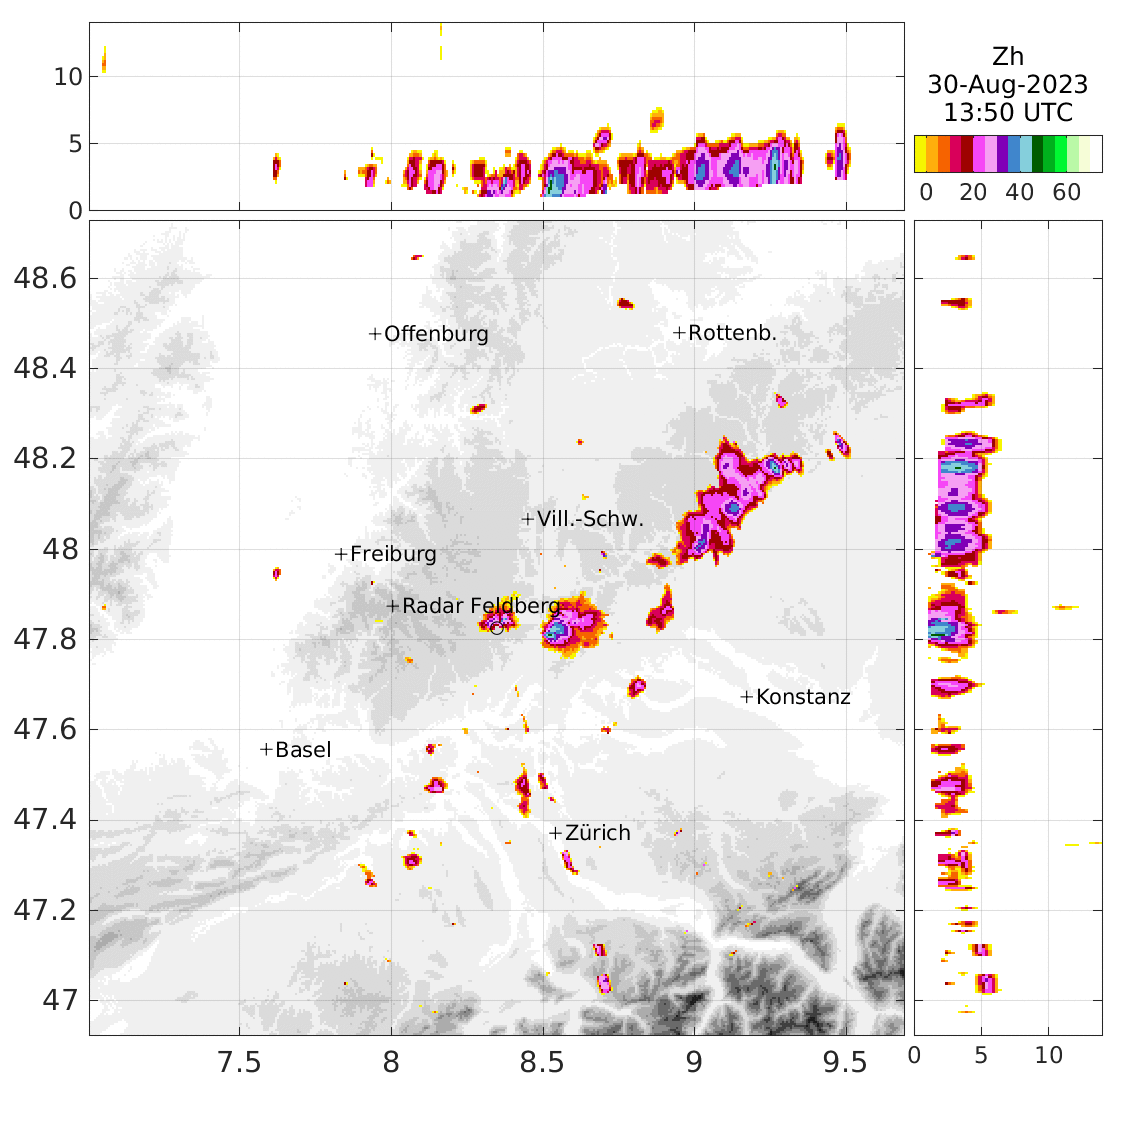 Zh
30-Aug-2023
13:50 UTC
10
5
0
0 20 40 60
48.6
48.4
48.2
48
47.8
47.6
47.4
47.2
47
+Offenburg
+Rottenb.
+Vill.-Schw.
+Freiburg
+Radar Feldberg
+Konstanz
+Basel
+Zürich
7.5 8 8.5 9 9.5
0 5 10